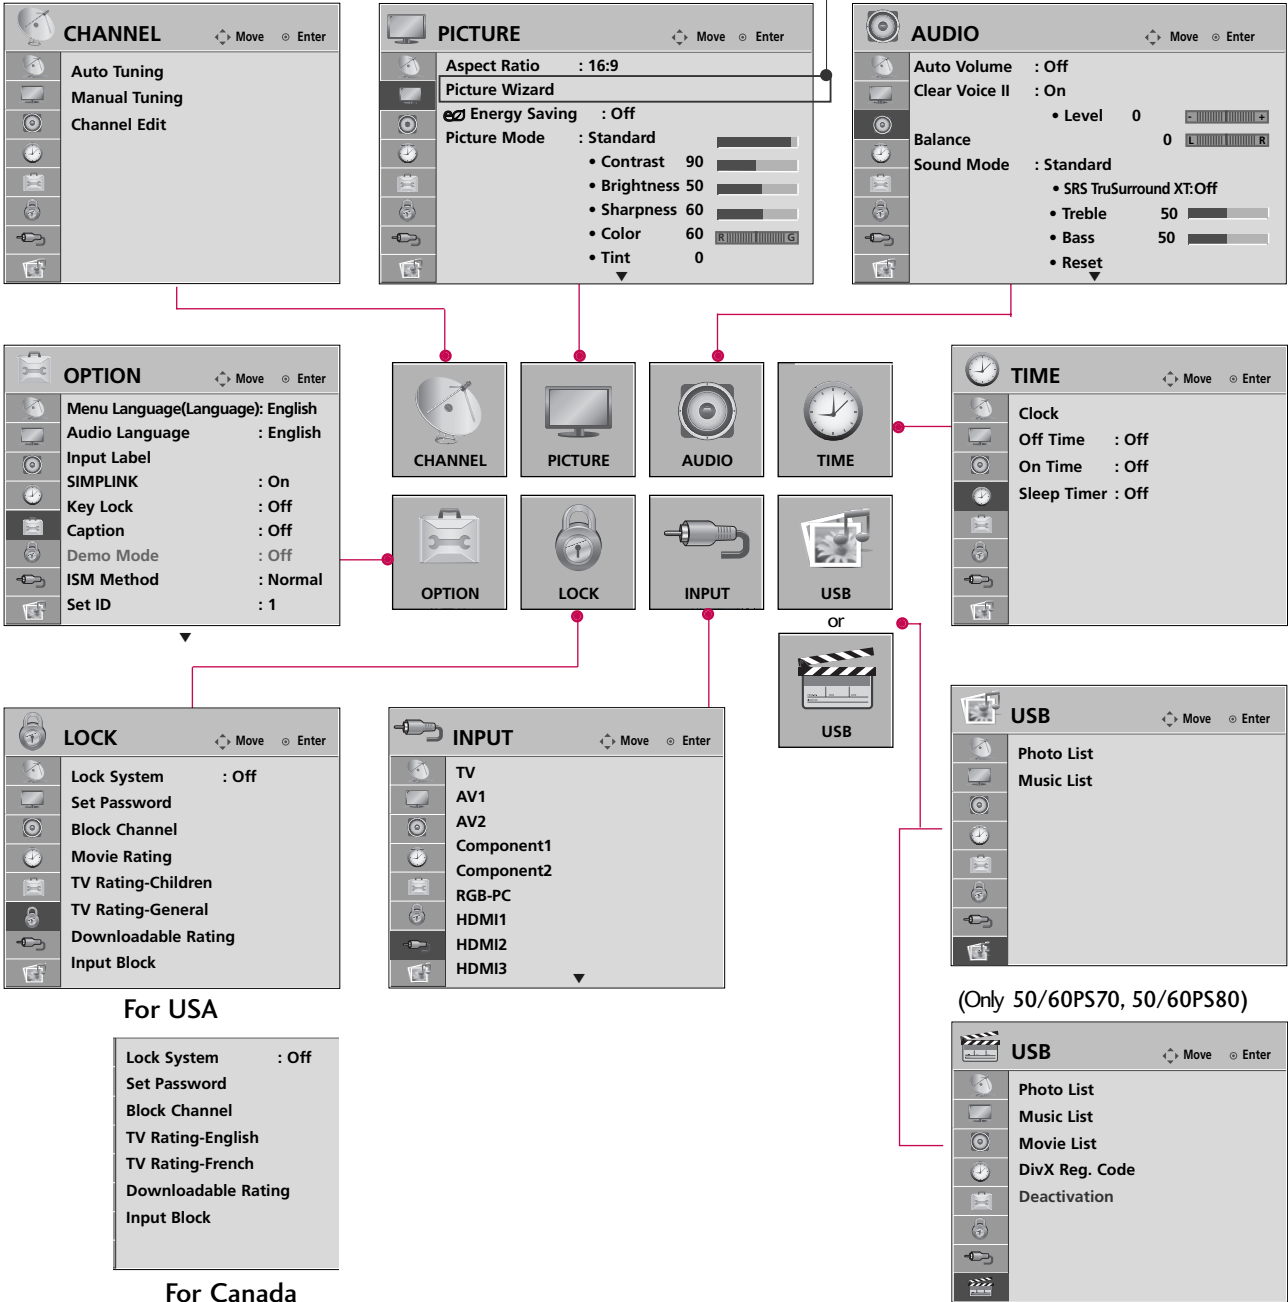 CHANNEL
Move Enter
Auto Tuning
Manual Tuning
Channel Edit
PICTURE
Move Enter
Aspect Ratio : 16:9
Picture Wizard
Energy Saving : Off
Picture Mode : Standard
• Contrast 90
• Brightness 50
• Sharpness 60
• Color 60
R G
• Tint 0
AUDIO
Move Enter
Auto Volume : Off
Clear Voice II : On
• Level 0 - +
Balance 0 L R
Sound Mode : Standard
• SRS TruSurround XT:Off
• Treble 50
• Bass 50
• Reset
OPTION
Move Enter
Menu Language(Language): English
Audio Language : English
Input Label
SIMPLINK : On
Key Lock : Off
Caption : Off
Demo Mode : Off
ISM Method : Normal
Set ID : 1
CHANNEL
PICTURE
AUDIO
TIME
OPTION
LOCK
INPUT
USB
or
USB
TIME
Move Enter
Clock
Off Time : Off
On Time : Off
Sleep Timer : Off
LOCK
Move Enter
Lock System : Off
Set Password
Block Channel
Movie Rating
TV Rating-Children
TV Rating-General
Downloadable Rating
Input Block
For USA
Lock System : Off
Set Password
Block Channel
TV Rating-English
TV Rating-French
Downloadable Rating
Input Block
For Canada
INPUT
Move Enter
TV
AV1
AV2
Component1
Component2
RGB-PC
HDMI1
HDMI2
HDMI3
USB
Move Enter
Photo List
Music List
(Only 50/60PS70, 50/60PS80)
USB
Move Enter
Photo List
Music List
Movie List
DivX Reg. Code
Deactivation